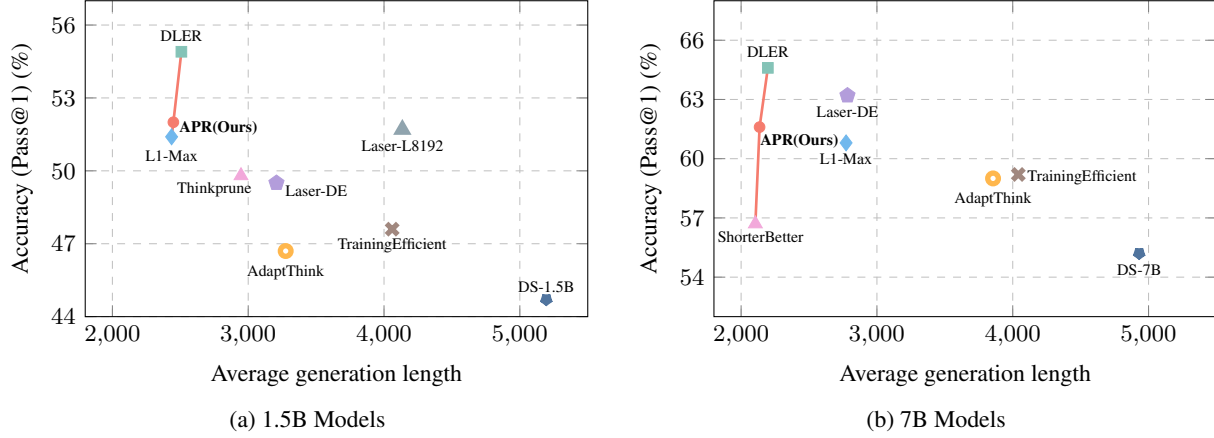 56
53
50
47
44
Accuracy (Pass@1) (%)
DLER
APR(Ours)
L1-Max
Laser-L8192
Thinkprune
Laser-DE
TrainingEfficient
AdaptThink
DS-1.5B
2,000 3,000 4,000 5,000
Average generation length
(a) 1.5B Models
66
63
60
57
54
Accuracy (Pass@1) (%)
DLER
Laser-DE
APR(Ours)
L1-Max
TrainingEfficient
AdaptThink
ShorterBetter
DS-7B
2,000 3,000 4,000 5,000
Average generation length
(b) 7B Models